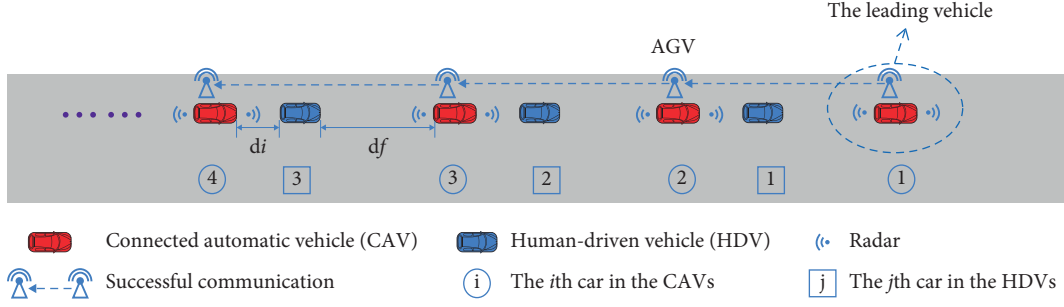 The leading vehicle
AGV
di
df
4
3
3
2
2
1
1
Connected automatic vehicle (CAV)
Human-driven vehicle (HDV)
Radar
Successful communication
i
The ith car in the CAVs
j
The jth car in the HDVs